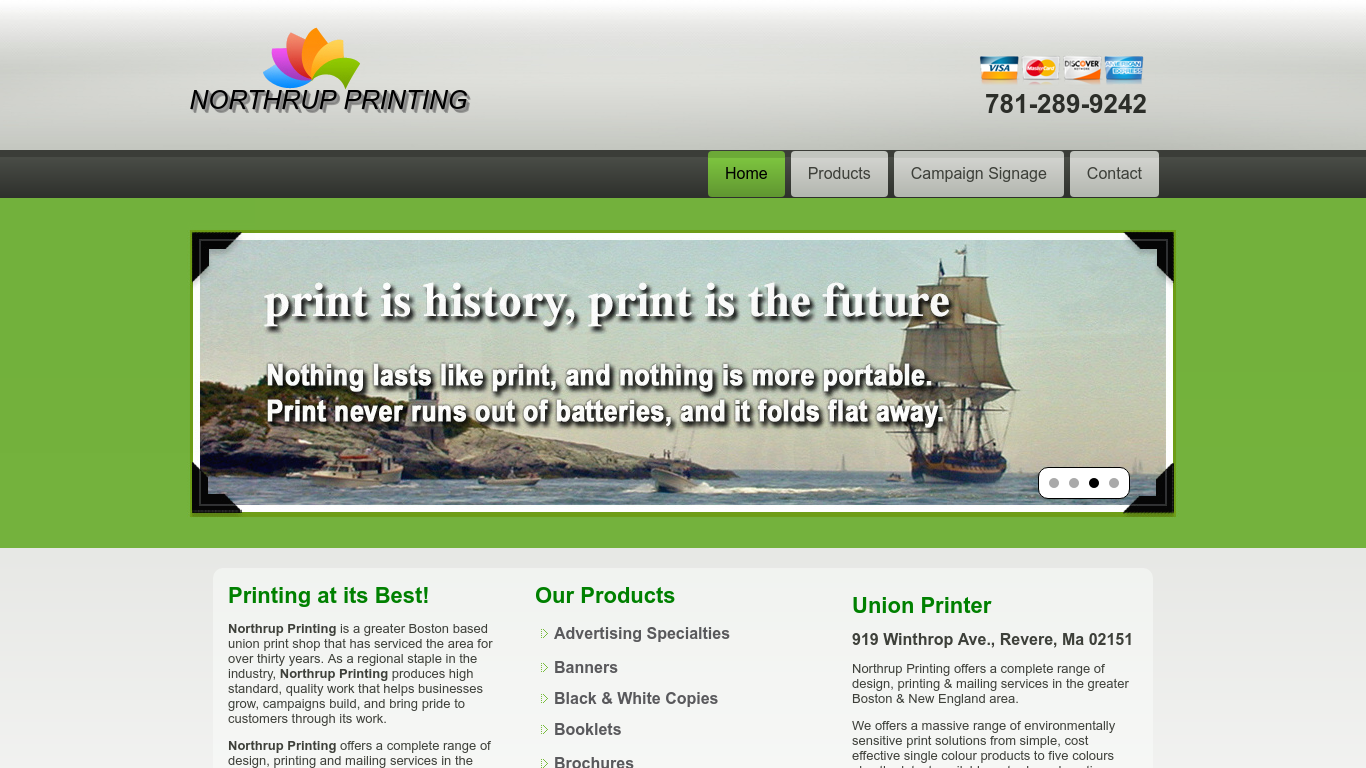 NORTHRUP PRINTING
VISA MasterCard DISCOVER AMERICAN EXPRESS
781-289-9242
Home Products Campaign Signage Contact
print is history, print is the future
Nothing lasts like print, and nothing is more portable.
Print never runs out of batteries, and it folds flat away.
Printing at its Best!
Northrup Printing is a greater Boston based
union print shop that has serviced the area for
over thirty years. As a regional staple in the
industry, Northrup Printing produces high
standard, quality work that helps businesses
grow, campaigns build, and bring pride to
customers through its work.
Northrup Printing offers a complete range of
design, printing and mailing services in the
Our Products
Advertising Specialties
Banners
Black & White Copies
Booklets
Brochures
Union Printer
919 Winthrop Ave., Revere, Ma 02151
Northrup Printing offers a complete range of
design, printing & mailing services in the greater
Boston & New England area.
We offers a massive range of environmentally
sensitive print solutions from simple, cost
effective single colour products to five colours